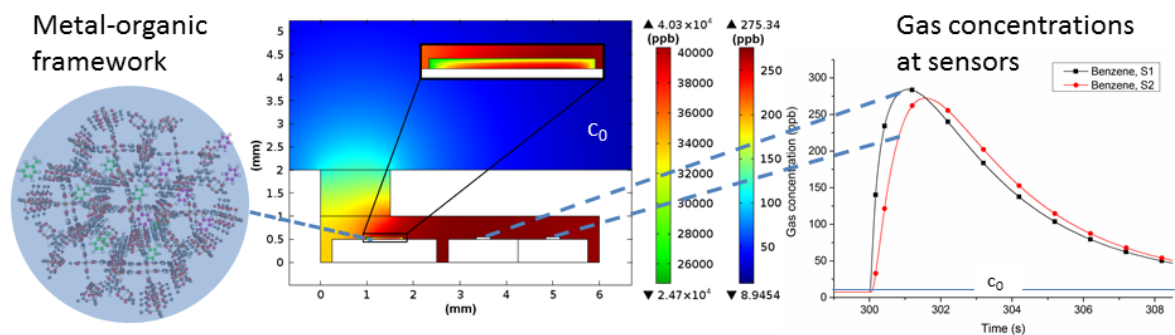 Metal-organic
framework
5
4.5
4
3.5
3
2.5
2
1.5
1
0.5
0
(mm)
0 1 2 3 4 5 6
(mm)
c0
▲ 4.03×10⁴
(ppb)
40000
38000
36000
34000
32000
30000
28000
26000
▼ 2.47×10⁴
▲ 275.34
(ppb)
250
200
150
100
50
▼ 8.9454
Gas concentrations
at sensors
Benzene, S1
Benzene, S2
Gas concentration (ppb)
300
250
200
150
100
50
0
c0
300 302 304 306 308
Time (s)